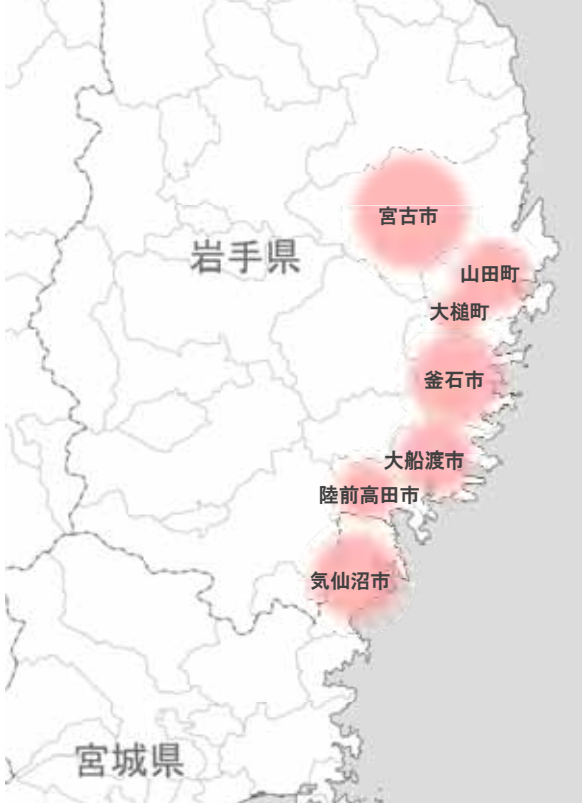 宮古市
岩手県
山田町
大槌町
釜石市
大船渡市
陸前高田市
気仙沼市
宮城県